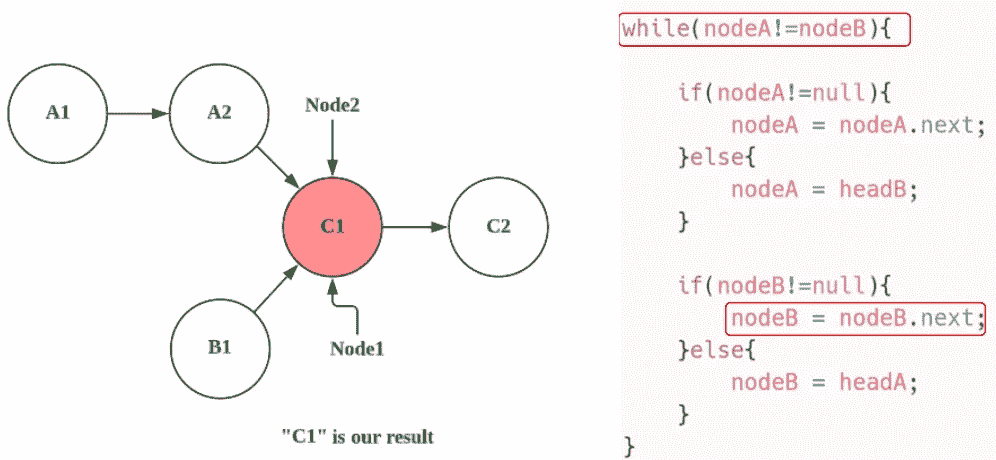 A1
A2
Node2
C1
C2
B1
Node1
"C1" is our result
while(nodeA!=nodeB){
if(nodeA!=null){
nodeA = nodeA.next;
}else{
nodeA = headB;
}
if(nodeB!=null){
nodeB = nodeB.next;
}else{
nodeB = headA;
}
}